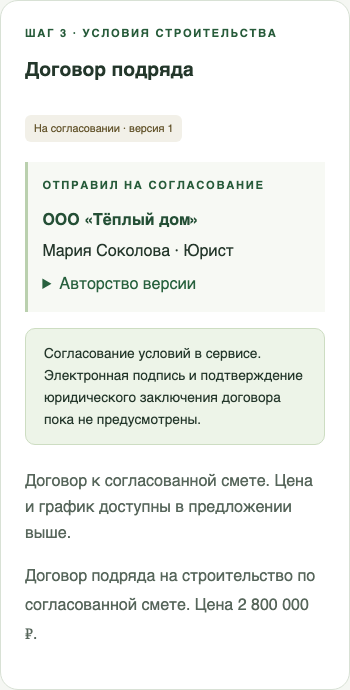 ШАГ 3 · УСЛОВИЯ СТРОИТЕЛЬСТВА
Договор подряда
На согласовании · версия 1
ОТПРАВИЛ НА СОГЛАСОВАНИЕ
ООО «Тёплый дом»
Мария Соколова · Юрист
▶ Авторство версии
Согласование условий в сервисе.
Электронная подпись и подтверждение
юридического заключения договора
пока не предусмотрены.
Договор к согласованной смете. Цена
и график доступны в предложении
выше.
Договор подряда на строительство по
согласованной смете. Цена 2 800 000
₽.